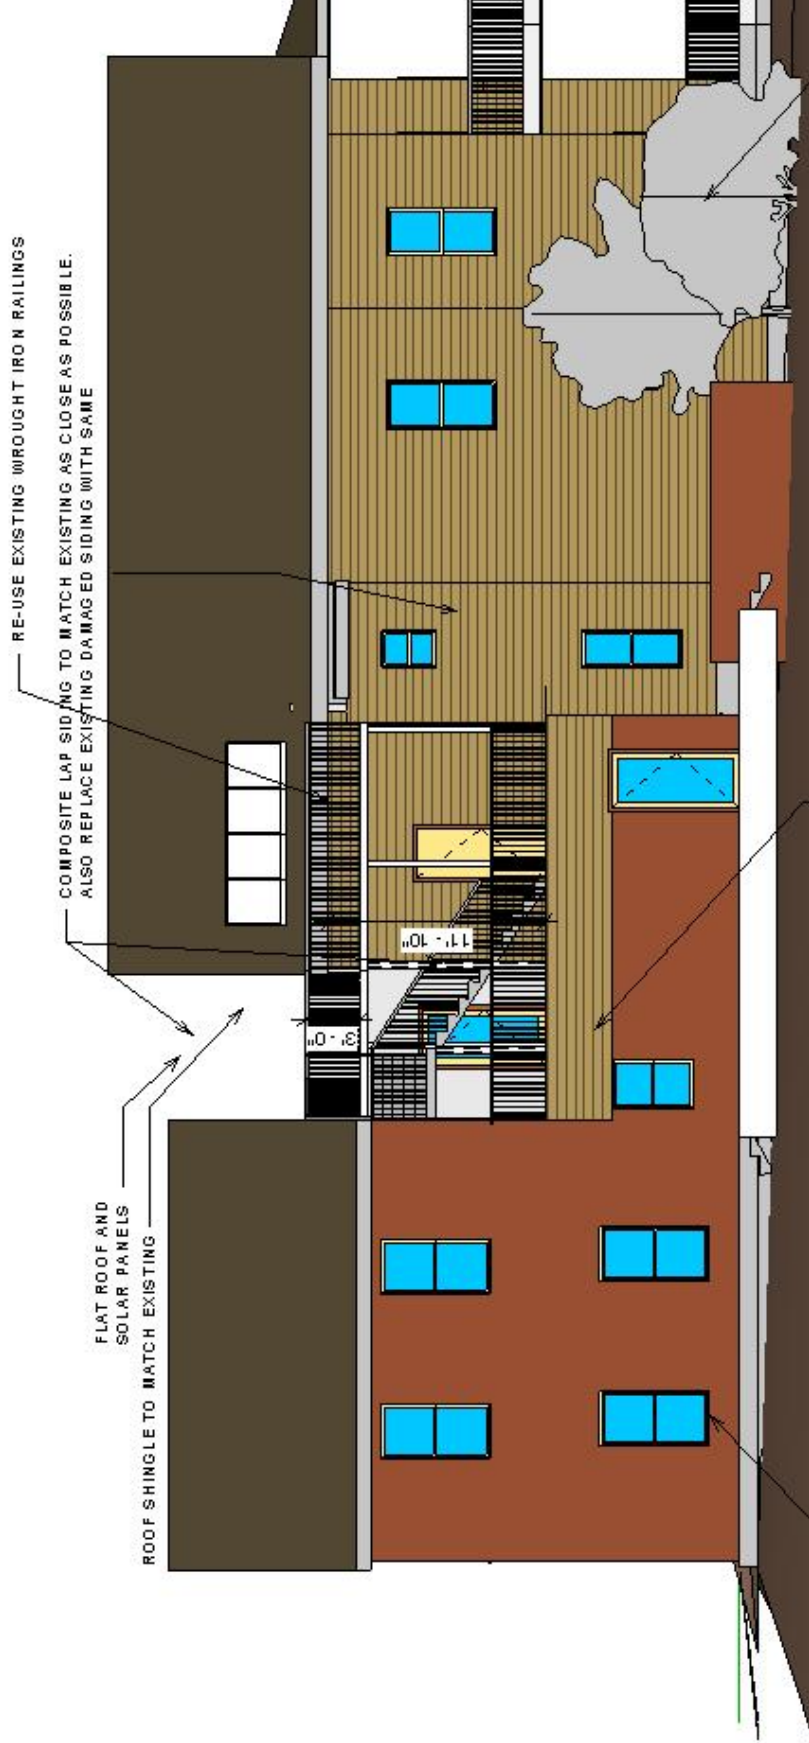 RE-USE EXISTING WROUGHT IRON RAILINGS
COMPOSITE LAP SIDING TO MATCH EXISTING AS CLOSE AS POSSIBLE.
ALSO REPLACE EXISTING DAMAGED SIDING WITH SAME
FLAT ROOF AND
SOLAR PANELS
ROOF SHINGLE TO MATCH EXISTING
3' - 0"
11' - 10"